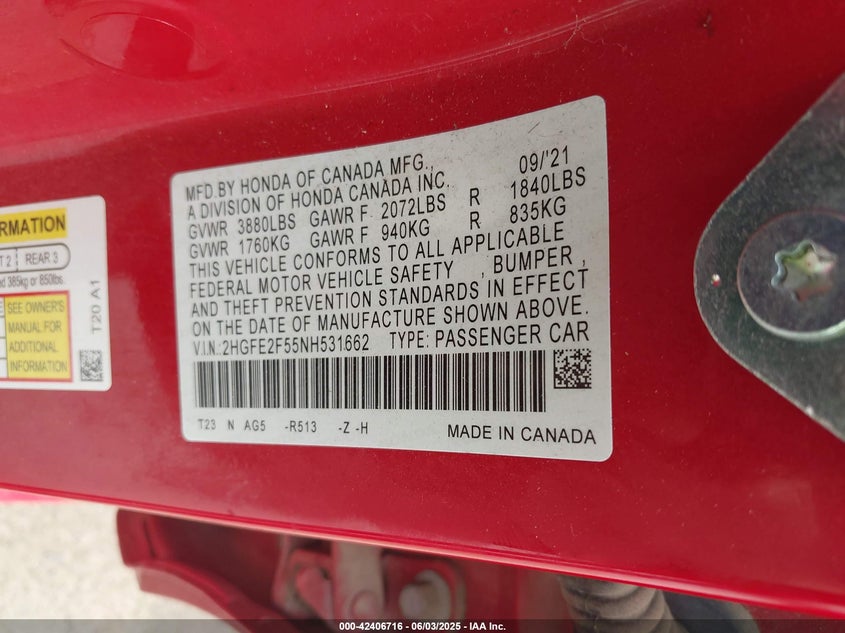 MFD.BY HONDA OF CANADA MFG., 09/'21
A DIVISION OF HONDA CANADA INC.
GVWR 3880LBS GAWR F 2072LBS R 1840LBS
GVWR 1760KG GAWR F 940KG R 835KG
THIS VEHICLE CONFORMS TO ALL APPLICABLE
FEDERAL MOTOR VEHICLE SAFETY , BUMPER ,
AND THEFT PREVENTION STANDARDS IN EFFECT
ON THE DATE OF MANUFACTURE SHOWN ABOVE.
V.I.N.:2HGFE2F55NH531662 TYPE: PASSENGER CAR
T23 N AG5 -R513 -Z -H MADE IN CANADA
RMATION
T 2 REAR 3
ed 385kg or 850lbs.
SEE OWNER'S
MANUAL FOR
ADDITIONAL
INFORMATION
T20 A1
000-42406716 - 06/03/2025 - IAA Inc.